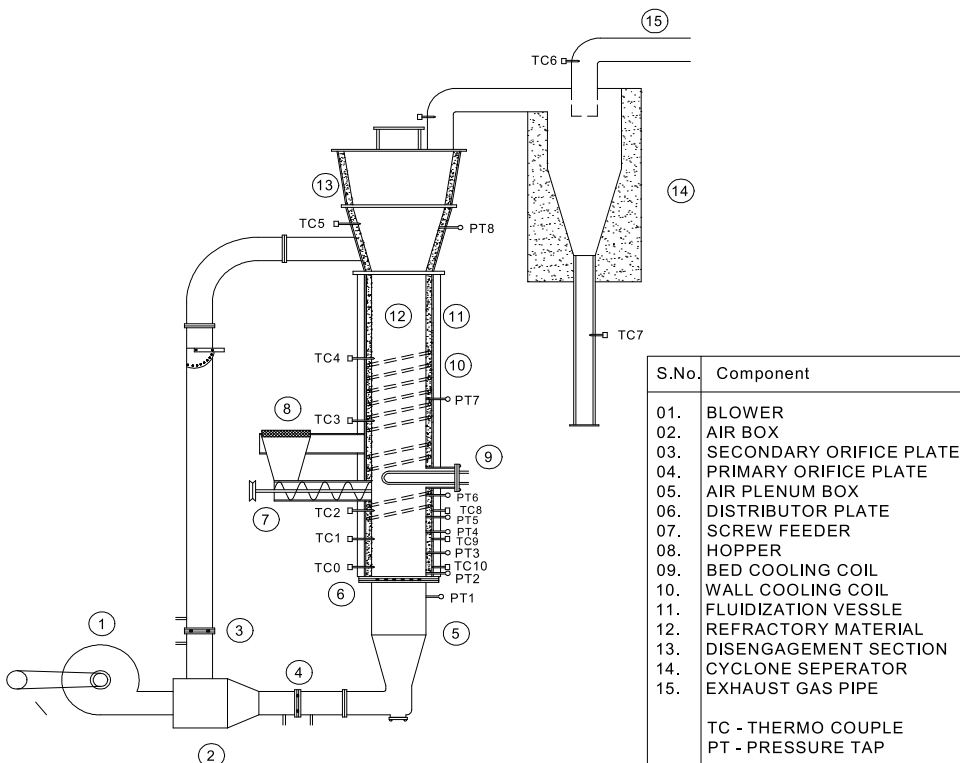 15
TC6
13
14
TC5
PT8
12
11
TC4
10
PT7
8
TC3
9
PT6
7
TC2
TC8
PT5
PT4
TC1
TC9
PT3
TC0
TC10
PT2
6
PT1
1
3
5
4
2
TC7
S.No. Component
01. BLOWER
02. AIR BOX
03. SECONDARY ORIFICE PLATE
04. PRIMARY ORIFICE PLATE
05. AIR PLENUM BOX
06. DISTRIBUTOR PLATE
07. SCREW FEEDER
08. HOPPER
09. BED COOLING COIL
10. WALL COOLING COIL
11. FLUIDIZATION VESSLE
12. REFRACTORY MATERIAL
13. DISENGAGEMENT SECTION
14. CYCLONE SEPERATOR
15. EXHAUST GAS PIPE
TC - THERMO COUPLE
PT - PRESSURE TAP